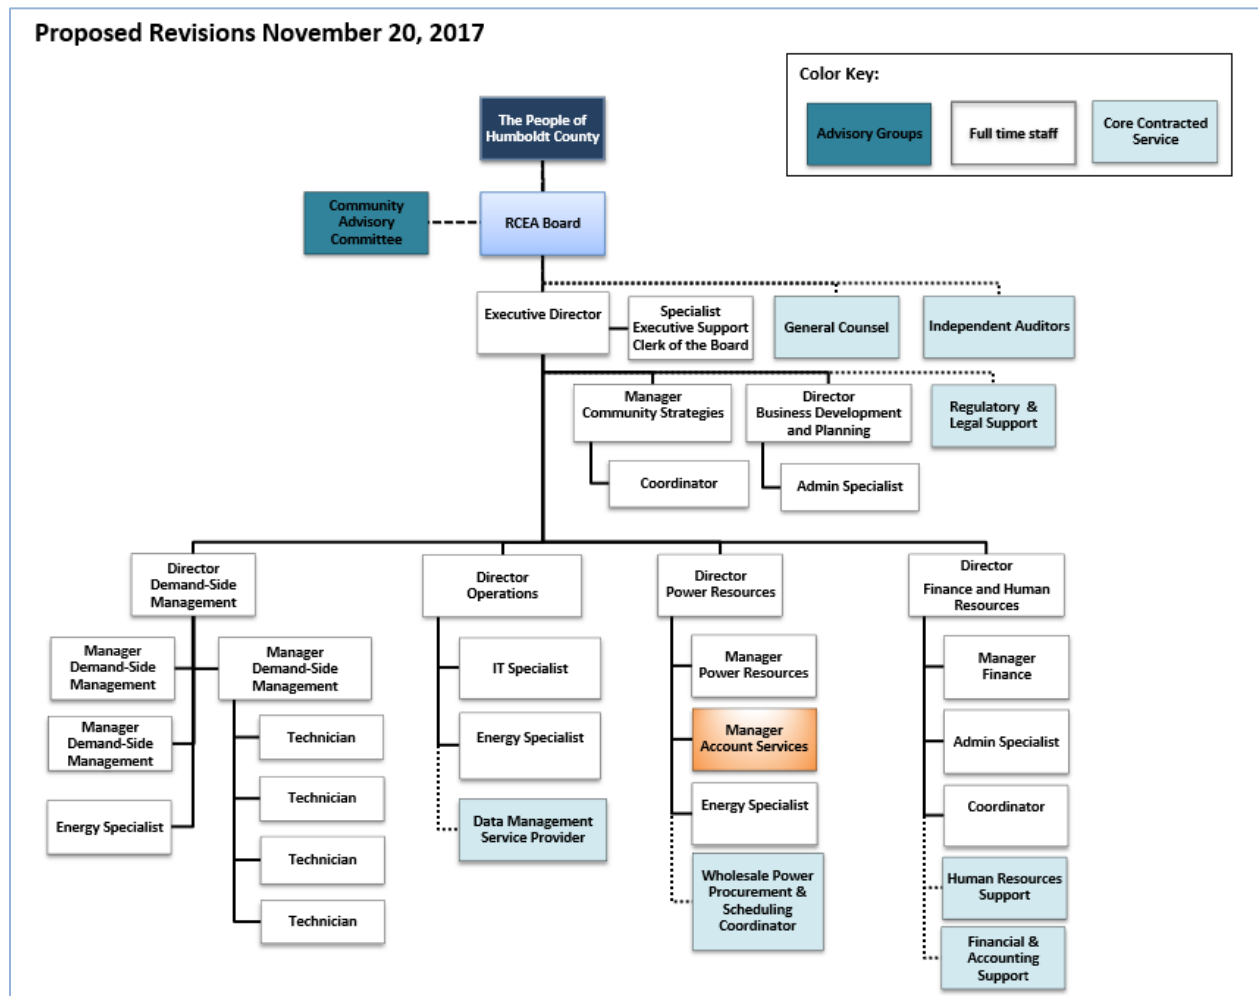 Proposed Revisions November 20, 2017
Color Key:
Advisory Groups
Full time staff
Core Contracted
Service
The People of
Humboldt County
Community
Advisory
Committee
RCEA Board
Executive Director
Specialist
Executive Support
Clerk of the Board
General Counsel
Independent Auditors
Manager
Community Strategies
Director
Business Development
and Planning
Regulatory &
Legal Support
Coordinator
Admin Specialist
Director
Demand-Side
Management
Director
Operations
Director
Power Resources
Director
Finance and Human
Resources
Manager
Demand-Side
Management
Manager
Demand-Side
Management
Manager
Demand-Side
Management
Energy Specialist
Technician
Technician
Technician
Technician
IT Specialist
Energy Specialist
Data Management
Service Provider
Manager
Power Resources
Manager
Account Services
Energy Specialist
Wholesale Power
Procurement &
Scheduling
Coordinator
Manager
Finance
Admin Specialist
Coordinator
Human Resources
Support
Financial &
Accounting
Support